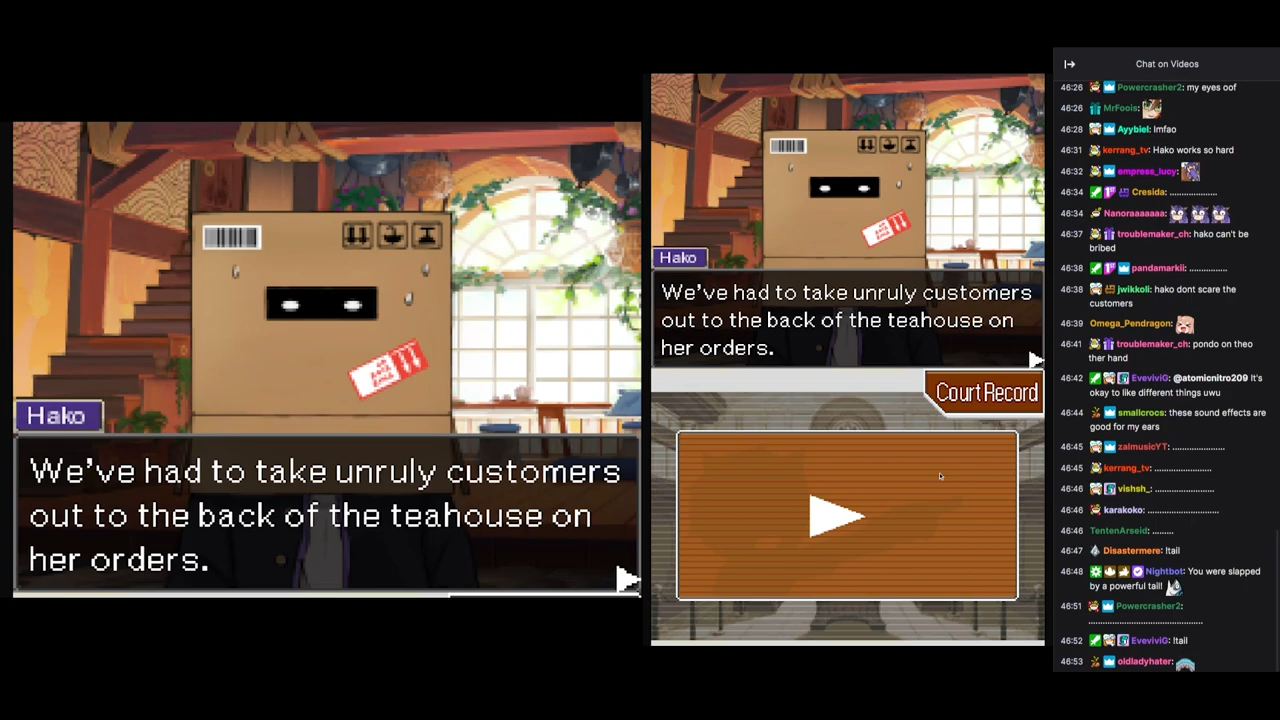 Hako
We've had to take unruly customers
out to the back of the teahouse on
her orders.
Hako
We've had to take unruly customers
out to the back of the teahouse on
her orders.
Court Record
Chat on Videos
46:26 Powercrasher2: my eyes oof
46:26 MrFoois:
46:28 Ayybiel: lmfao
46:31 kerrang_tv: Hako works so hard
46:32 empress_lucy:
46:34 Cresida: ...................
46:34 Nanoraaaaaaa:
46:37 troublemaker_ch: hako can't be
bribed
46:38 pandamarkii: ...............
46:38 jwikkoli: hako dont scare the
customers
46:39 Omega_Pendragon:
46:41 troublemaker_ch: pondo on theo
ther hand
46:42 EveviviG: @atomicnitro209 It's
okay to like different things uwu
46:44 smallcrocs: these sound effects are
good for my ears
46:45 zalmusicYT: ......................
46:45 kerrang_tv: .......................
46:46 vishsh_: ........................
46:46 karakoko: .............................
46:46 TentenArseid: .........
46:47 Disastermere: !tail
46:48 Nightbot: You were slapped
by a powerful tail!
46:51 Powercrasher2:
..............................................
46:52 EveviviG: !tail
46:53 oldladyhater: